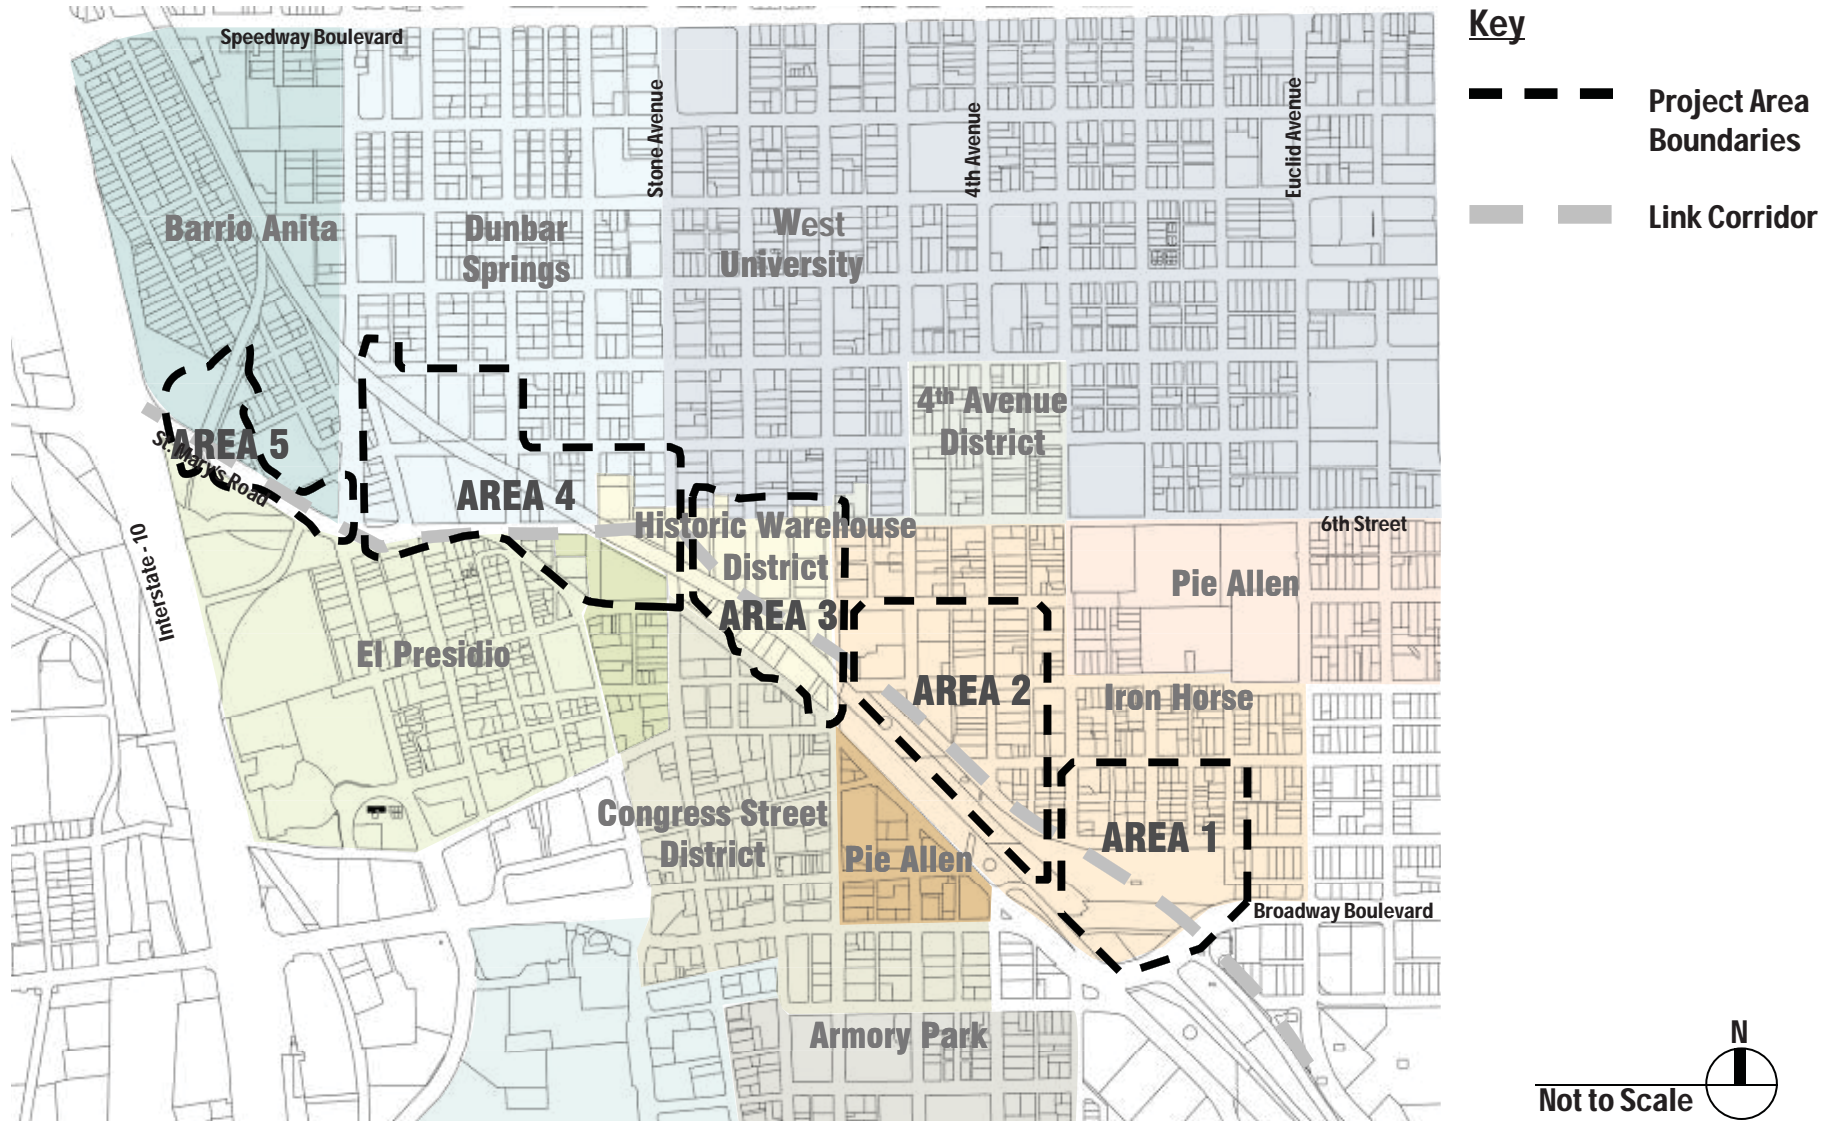 Speedway Boulevard
Key
Project Area
Boundaries
Link Corridor
Stone Avenue
4th Avenue
Euclid Avenue
Barrio Anita
Dunbar
Springs
West
University
4th Avenue
District
AREA 5
St. Mary's Road
AREA 4
Historic Warehouse
District
6th Street
Interstate - 10
Pie Allen
AREA 3
El Presidio
AREA 2
Iron Horse
Congress Street
District
Pie Allen
AREA 1
Broadway Boulevard
Armory Park
N
Not to Scale